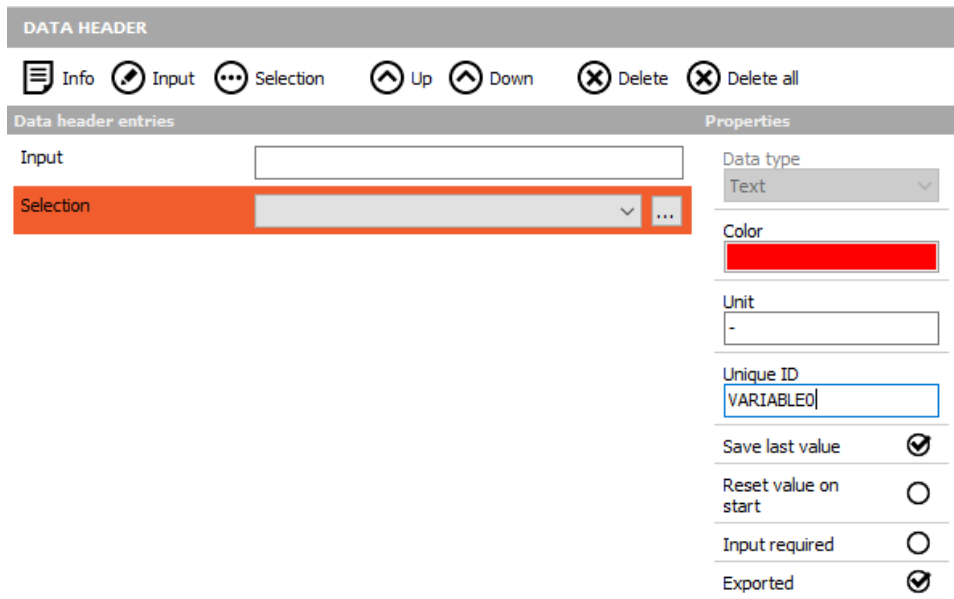 DATA HEADER
Info Input Selection Up Down Delete Delete all
Data header entries Properties
Input
Selection ...
Data type
Text
Color
Unit
-
Unique ID
VARIABLE0
Save last value
Reset value on
start
Input required
Exported